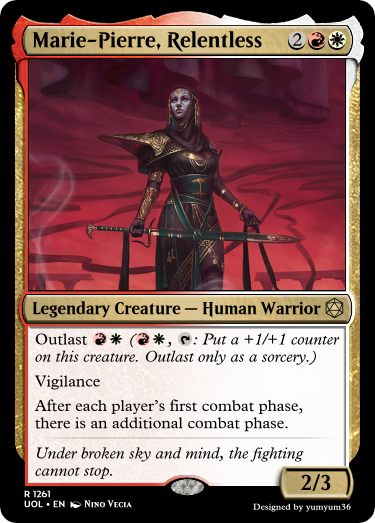 Marie-Pierre, Relentless 2
Legendary Creature — Human Warrior
Outlast (, : Put a +1/+1 counter
on this creature. Outlast only as a sorcery.)
Vigilance
After each player's first combat phase,
there is an additional combat phase.
Under broken sky and mind, the fighting
cannot stop.
2/3
R 1261
UOL • EN Nino Vecia
Designed by yumyum36